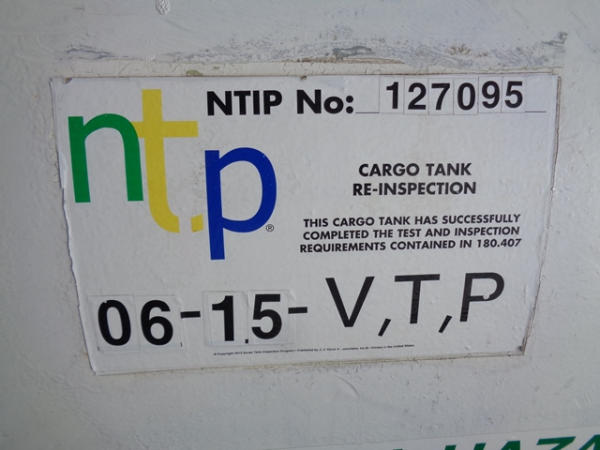 ntp®
NTIP No: 127095
CARGO TANK
RE-INSPECTION
THIS CARGO TANK HAS SUCCESSFULLY
COMPLETED THE TEST AND INSPECTION
REQUIREMENTS CONTAINED IN 180.407
06-15- V,T,P
HAZA